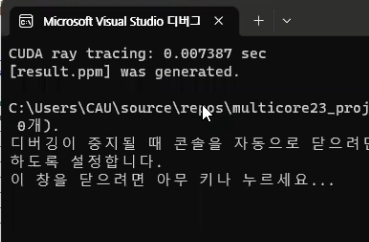 Microsoft Visual Studio 디버그
CUDA ray tracing: 0.007387 sec
[result.ppm] was generated.
C:\Users\CAU\source\repos\multicore23_proj
0개).
디버깅이 중지될 때 콘솔을 자동으로 닫으려면
하도록 설정합니다.
이 창을 닫으려면 아무 키나 누르세요...